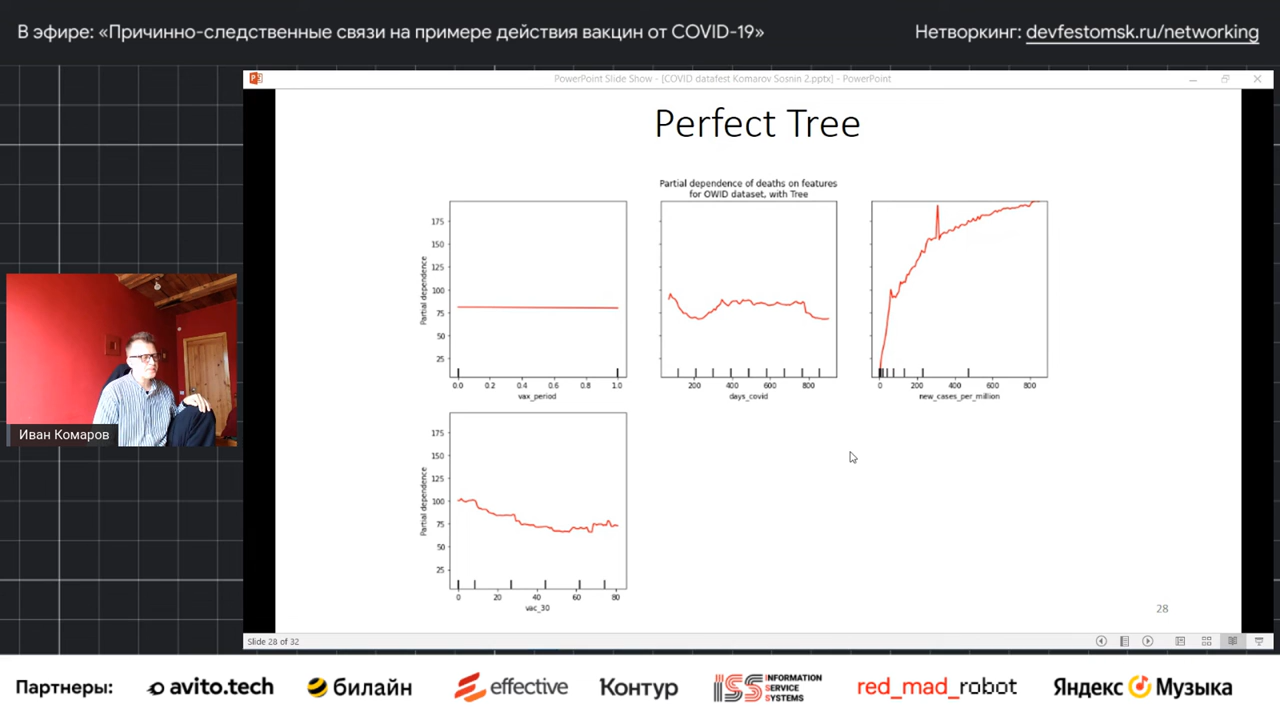 В эфире: «Причинно-следственные связи на примере действия вакцин от COVID-19»
Нетворкинг: devfestomsk.ru/networking
PowerPoint Slide Show - [COVID datafest Komarov Sosnin 2.pptx] - PowerPoint
Perfect Tree
Partial dependence of deaths on features
for OWID dataset, with Tree
Partial dependence
175
150
125
100
75
50
25
0.0 0.2 0.4 0.6 0.8 1.0
vax_period
200 400 600 800
days_covid
0 200 400 600 800
new_cases_per_million
Partial dependence
175
150
125
100
75
50
25
0 20 40 60 80
vac_30
28
Иван Комаров
Slide 28 of 32
Партнеры: avito.tech билайн effective Контур ISS INFORMATION SERVICE SYSTEMS red_mad_robot Яндекс Музыка